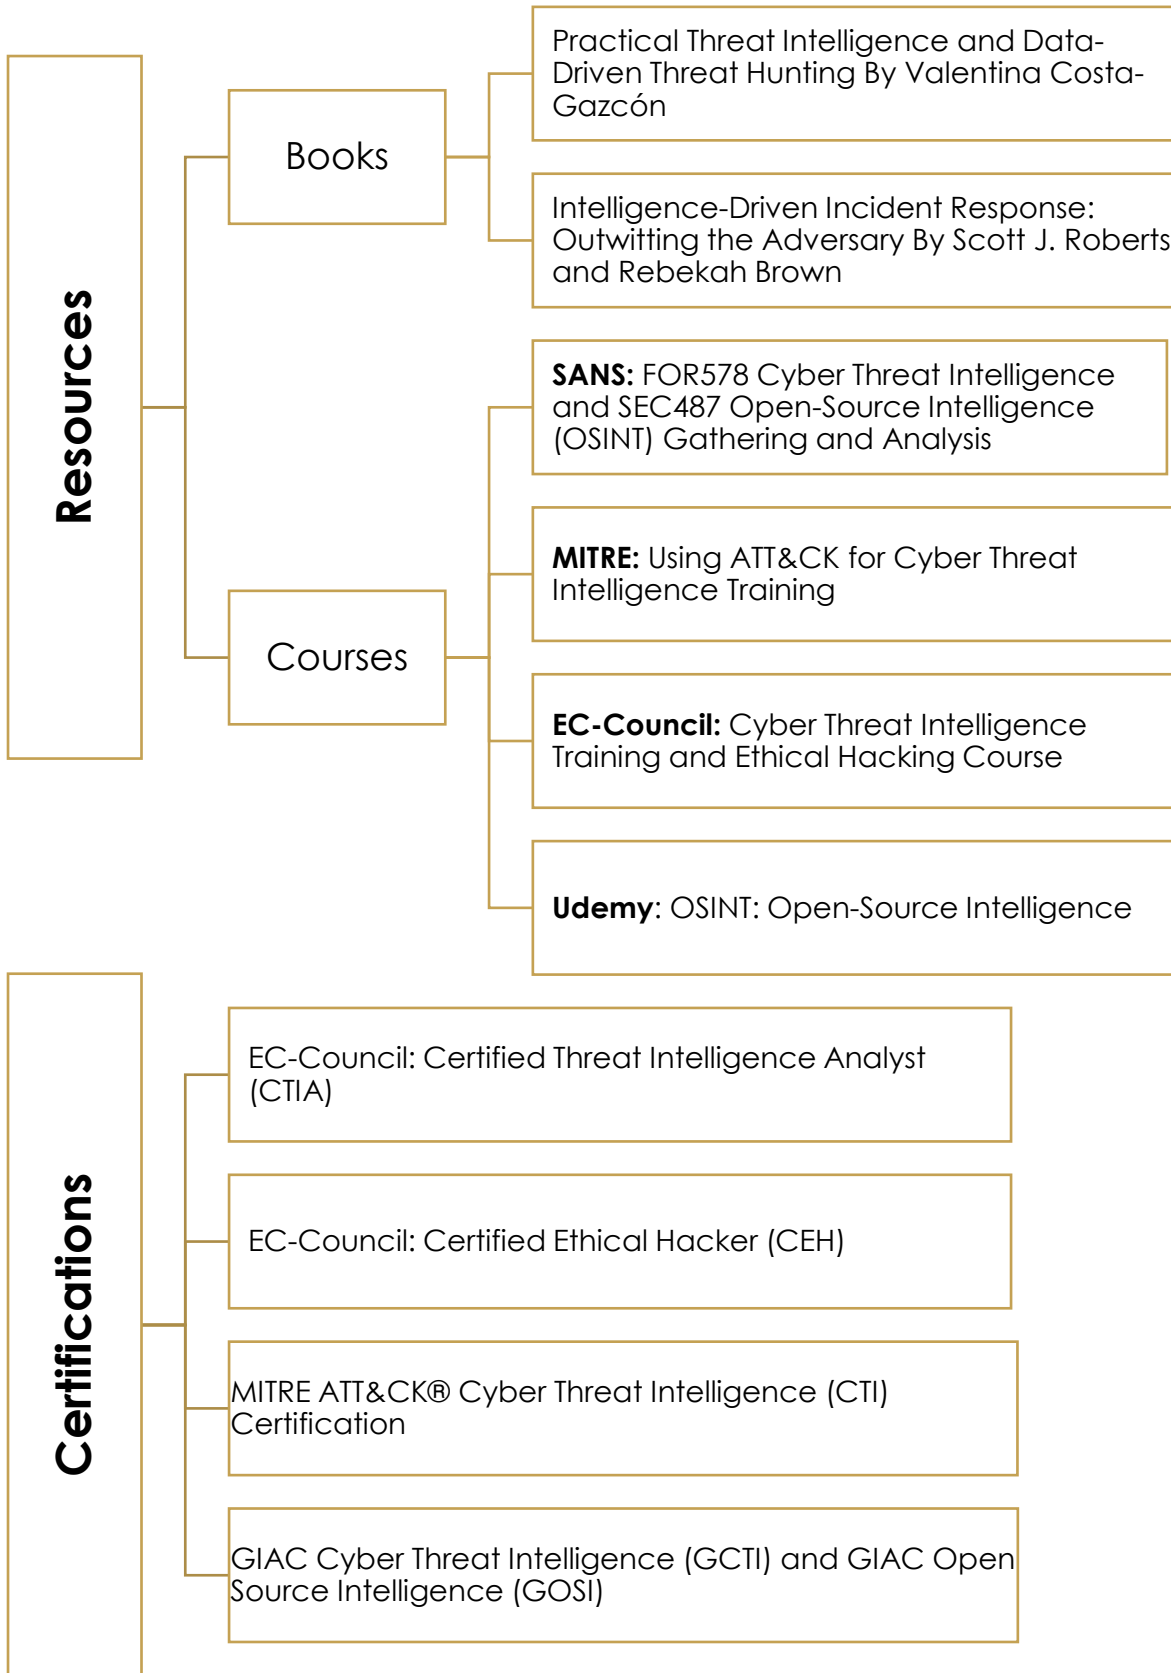 Resources
Books
Practical Threat Intelligence and Data-
Driven Threat Hunting By Valentina Costa-
Gazcón
Intelligence-Driven Incident Response:
Outwitting the Adversary By Scott J. Roberts
and Rebekah Brown
Courses
SANS: FOR578 Cyber Threat Intelligence
and SEC487 Open-Source Intelligence
(OSINT) Gathering and Analysis
MITRE: Using ATT&CK for Cyber Threat
Intelligence Training
EC-Council: Cyber Threat Intelligence
Training and Ethical Hacking Course
Udemy: OSINT: Open-Source Intelligence
Certifications
EC-Council: Certified Threat Intelligence Analyst
(CTIA)
EC-Council: Certified Ethical Hacker (CEH)
MITRE ATT&CK® Cyber Threat Intelligence (CTI)
Certification
GIAC Cyber Threat Intelligence (GCTI) and GIAC Open
Source Intelligence (GOSI)